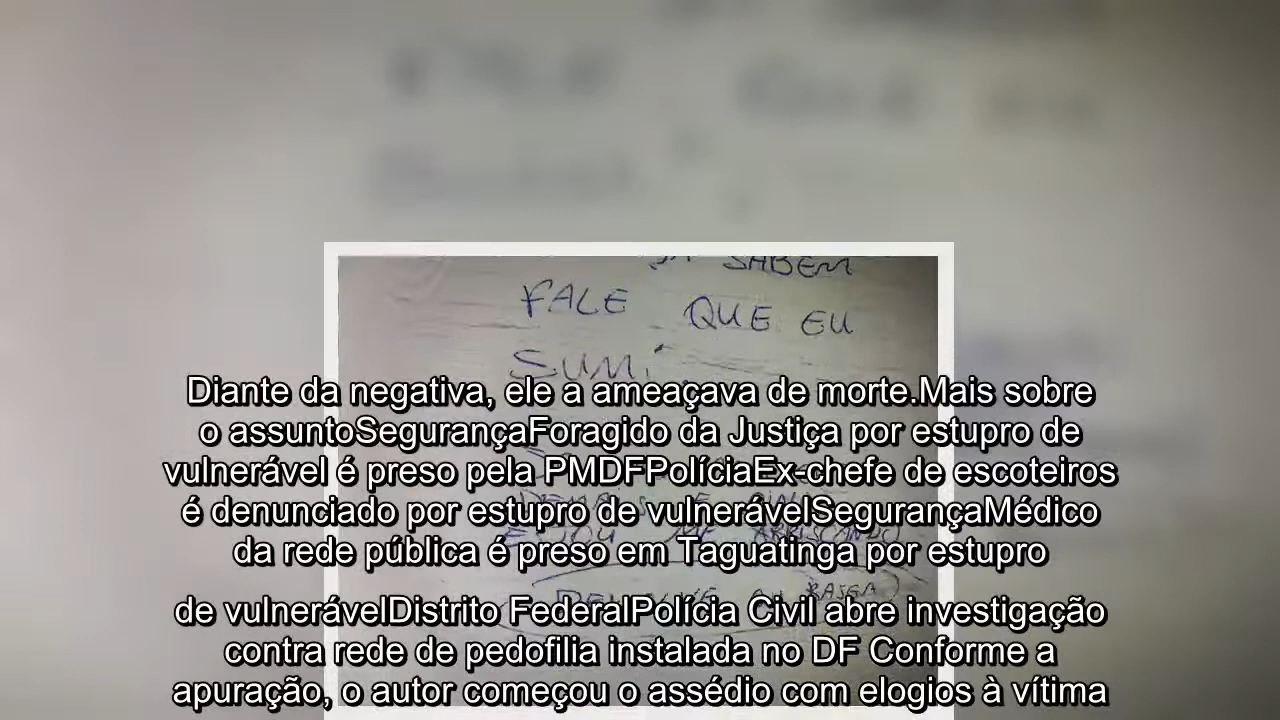 SABEM
FALE QUE EU
SUMI
Diante da negativa, ele a ameaçava de morte.Mais sobre
o assuntoSegurançaForagido da Justiça por estupro de
vulnerável é preso pela PMDFPolíciaEx-chefe de escoteiros
é denunciado por estupro de vulnerávelSegurançaMédico
da rede pública é preso em Taguatinga por estupro
de vulnerávelDistrito FederalPolícia Civil abre investigação
contra rede de pedofilia instalada no DF Conforme a
apuração, o autor começou o assédio com elogios à vítima